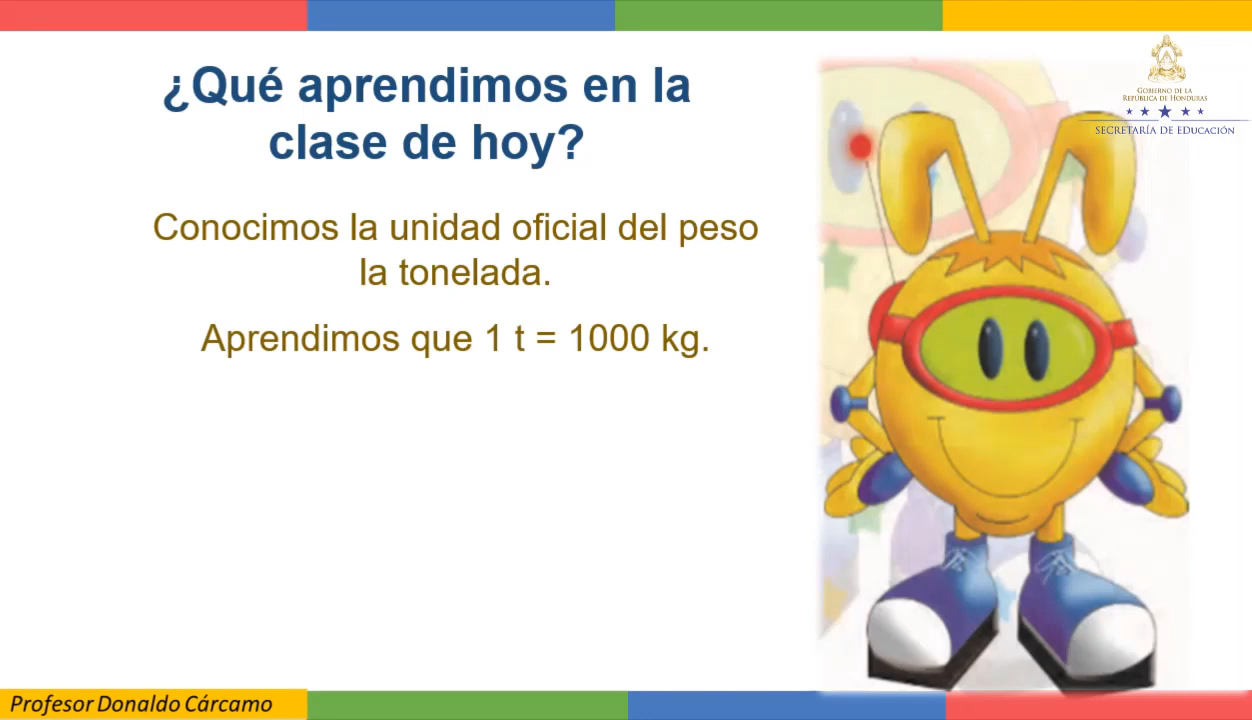 ¿Qué aprendimos en la
clase de hoy?
GOBIERNO DE LA
REPÚBLICA DE HONDURAS
SECRETARÍA DE EDUCACIÓN
Conocimos la unidad oficial del peso
la tonelada.
Aprendimos que 1 t = 1000 kg.
Profesor Donaldo Cárcamo